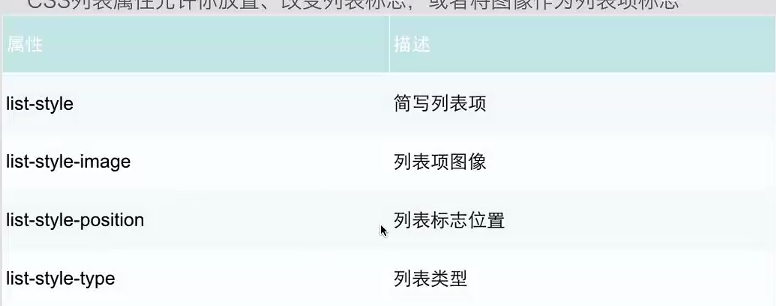 CSS列表属性允许你放置、改变列表标志，或者将图像作为列表项标志
属性 描述
list-style 简写列表项
list-style-image 列表项图像
list-style-position 列表标志位置
list-style-type 列表类型